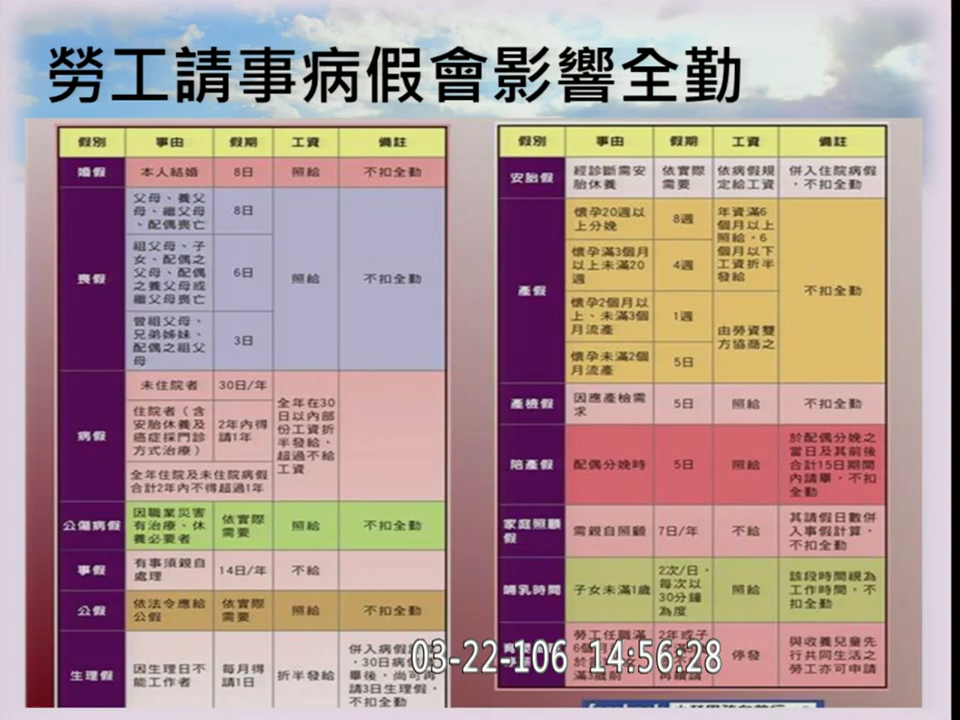 勞工請事病假會影響全勤
假別 事由 假期 工資 備註
婚假 本人結婚 8日 照給 不扣全勤
喪假
父母、養父
母、繼父母
、配偶喪亡
8日
祖父母、子
女、配偶之
父母、配偶
之養父母或
繼父母喪亡
6日
曾祖父母、
兄弟姊妹、
配偶之祖父
母
3日
照給
不扣全勤
病假
未住院者 30日/年
住院者（含
安胎休養及
癌症採門診
方式治療）
2年內得
請1年
全年住院及未住院病假
合計2年內不得超過1年
全年在30
日以內部
份工資折
半發給，
超過不給
工資
公傷病假
因職業災害
有治療、休
養必要者
依實際
需要
照給
不扣全勤
事假
有事須親自
處理
14日/年
不給
公假
依法令應給
公假
依實際
需要
照給
不扣全勤
生理假
因生理日不
能工作者
每月得
請1日
折半發給
併入病假
，30日病
畢後，尚可再
請3日生理假，
不扣全勤
假別 事由 假期 工資 備註
安胎假
經診斷需安
胎休養
依實際
需要
依病假規
定給工資
併入住院病假
，不扣全勤
產假
懷孕20週以
上分娩
8週
懷孕滿3個月
以上未滿20
週
4週
年資滿6
個月以上
照給，6
個月以下
工資折半
發給
懷孕2個月以
上、未滿3個
月流產
1週
懷孕未滿2個
月流產
5日
由勞資雙
方協商之
不扣全勤
產檢假
因應產檢需
求
5日
照給
不扣全勤
陪產假
配偶分娩時
5日
照給
於配偶分娩之
當日及其前後
合計15日期間
內請畢，不扣
全勤
家庭照顧
假
需親自照顧
7日/年
不給
其請假日數併
入事假計算，
不扣全勤
哺乳時間
子女未滿1歲
2次/日，
每次以
30分鐘
為度
照給
該段時間視為
工作時間，不
扣全勤
勞工任職滿
滿3歲前
2年或子
停發
與收養兒童先
行共同生活之
勞工亦可申請
03-22-106 14:56:28